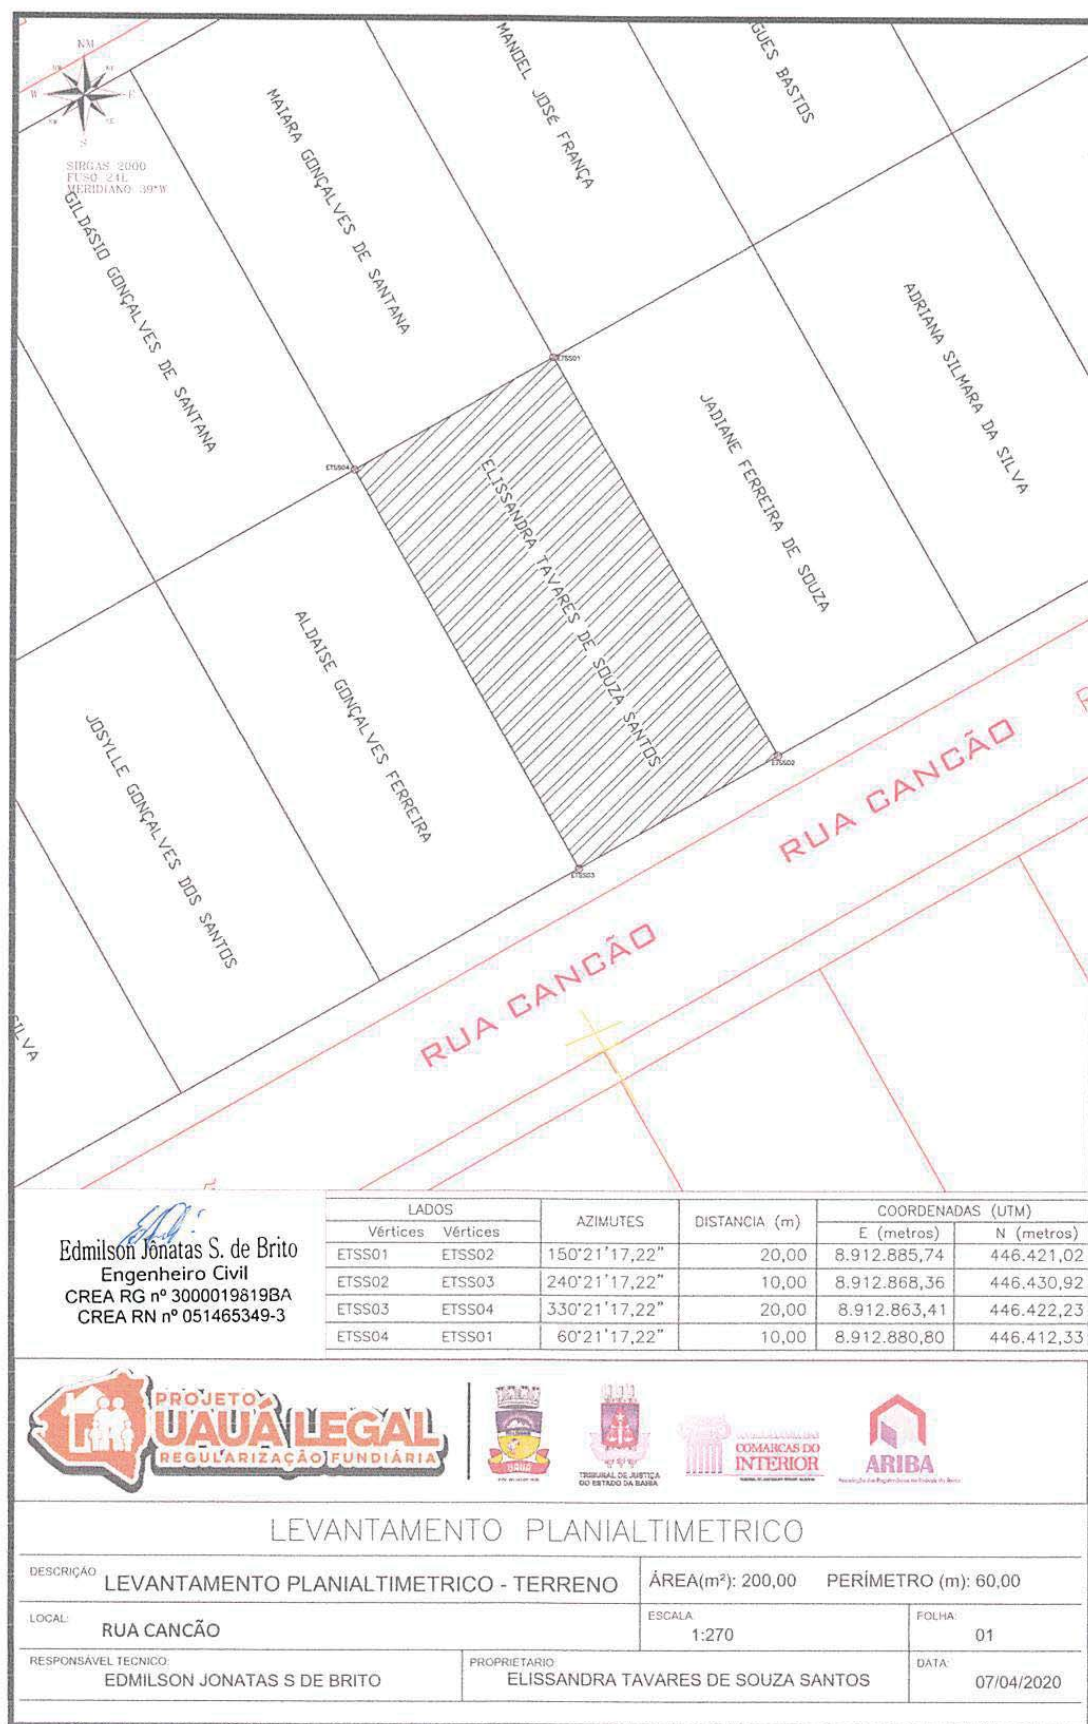 NM
W E
S
SIRGAS 2000
FUSO 24L
MERIDIANO 39°W
GILDÁSIO GONÇALVES DE SANTANA
MAIARA GONÇALVES DE SANTANA
MANOEL JOSÉ FRANÇA
GUES BASTOS
ADRIANA SILMARA DA SILVA
JADIANE FERREIRA DE SOUZA
ELISSANDRA TAVARES DE SOUZA SANTOS
ALDAISE GONÇALVES FERREIRA
JOSYLLE GONÇALVES DOS SANTOS
SILVA
ETSS01
ETSS04
ETSS02
ETSS03
RUA CANCÃO
RUA CANCÃO
Edmilson Jônatas S. de Brito
Engenheiro Civil
CREA RG nº 3000019819BA
CREA RN nº 051465349-3
LADOS AZIMUTES DISTANCIA (m) COORDENADAS (UTM)
Vértices Vértices E (metros) N (metros)
ETSS01 ETSS02 150°21'17,22" 20,00 8.912.885,74 446.421,02
ETSS02 ETSS03 240°21'17,22" 10,00 8.912.868,36 446.430,92
ETSS03 ETSS04 330°21'17,22" 20,00 8.912.863,41 446.422,23
ETSS04 ETSS01 60°21'17,22" 10,00 8.912.880,80 446.412,33
PROJETO
UAUÁ LEGAL
REGULARIZAÇÃO FUNDIÁRIA
UAUÁ
TRIBUNAL DE JUSTIÇA
DO ESTADO DA BAHIA
COMARCAS DO
INTERIOR
ARIBA
LEVANTAMENTO PLANIALTIMETRICO
DESCRIÇÃO LEVANTAMENTO PLANIALTIMETRICO - TERRENO ÁREA(m²): 200,00 PERÍMETRO (m): 60,00
LOCAL: RUA CANCÃO ESCALA 1:270 FOLHA: 01
RESPONSÁVEL TECNICO: EDMILSON JONATAS S DE BRITO PROPRIETARIO: ELISSANDRA TAVARES DE SOUZA SANTOS DATA: 07/04/2020